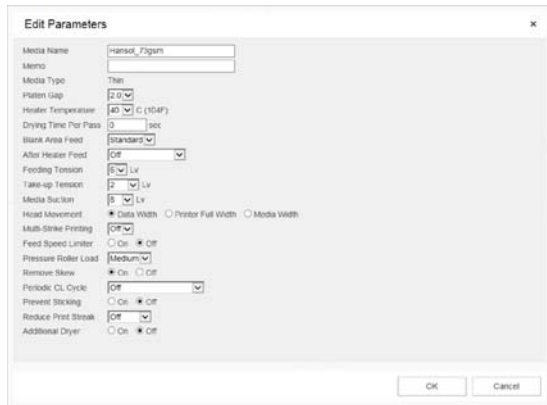 Edit Parameters ×
Media Name Hansol_73gsm
Memo
Media Type Thin
Platen Gap 2.0
Heater Temperature 40 C (104F)
Drying Time Per Pass 0 sec
Blank Area Feed Standard
After Heater Feed Off
Feeding Tension 6 Lv
Take-up Tension 2 Lv
Media Suction 8 Lv
Head Movement Data Width Printer Full Width Media Width
Multi-Strike Printing Off
Feed Speed Limiter On Off
Pressure Roller Load Medium
Remove Skew On Off
Periodic CL Cycle Off
Prevent Sticking On Off
Reduce Print Streak Off
Additional Dryer On Off
OK Cancel